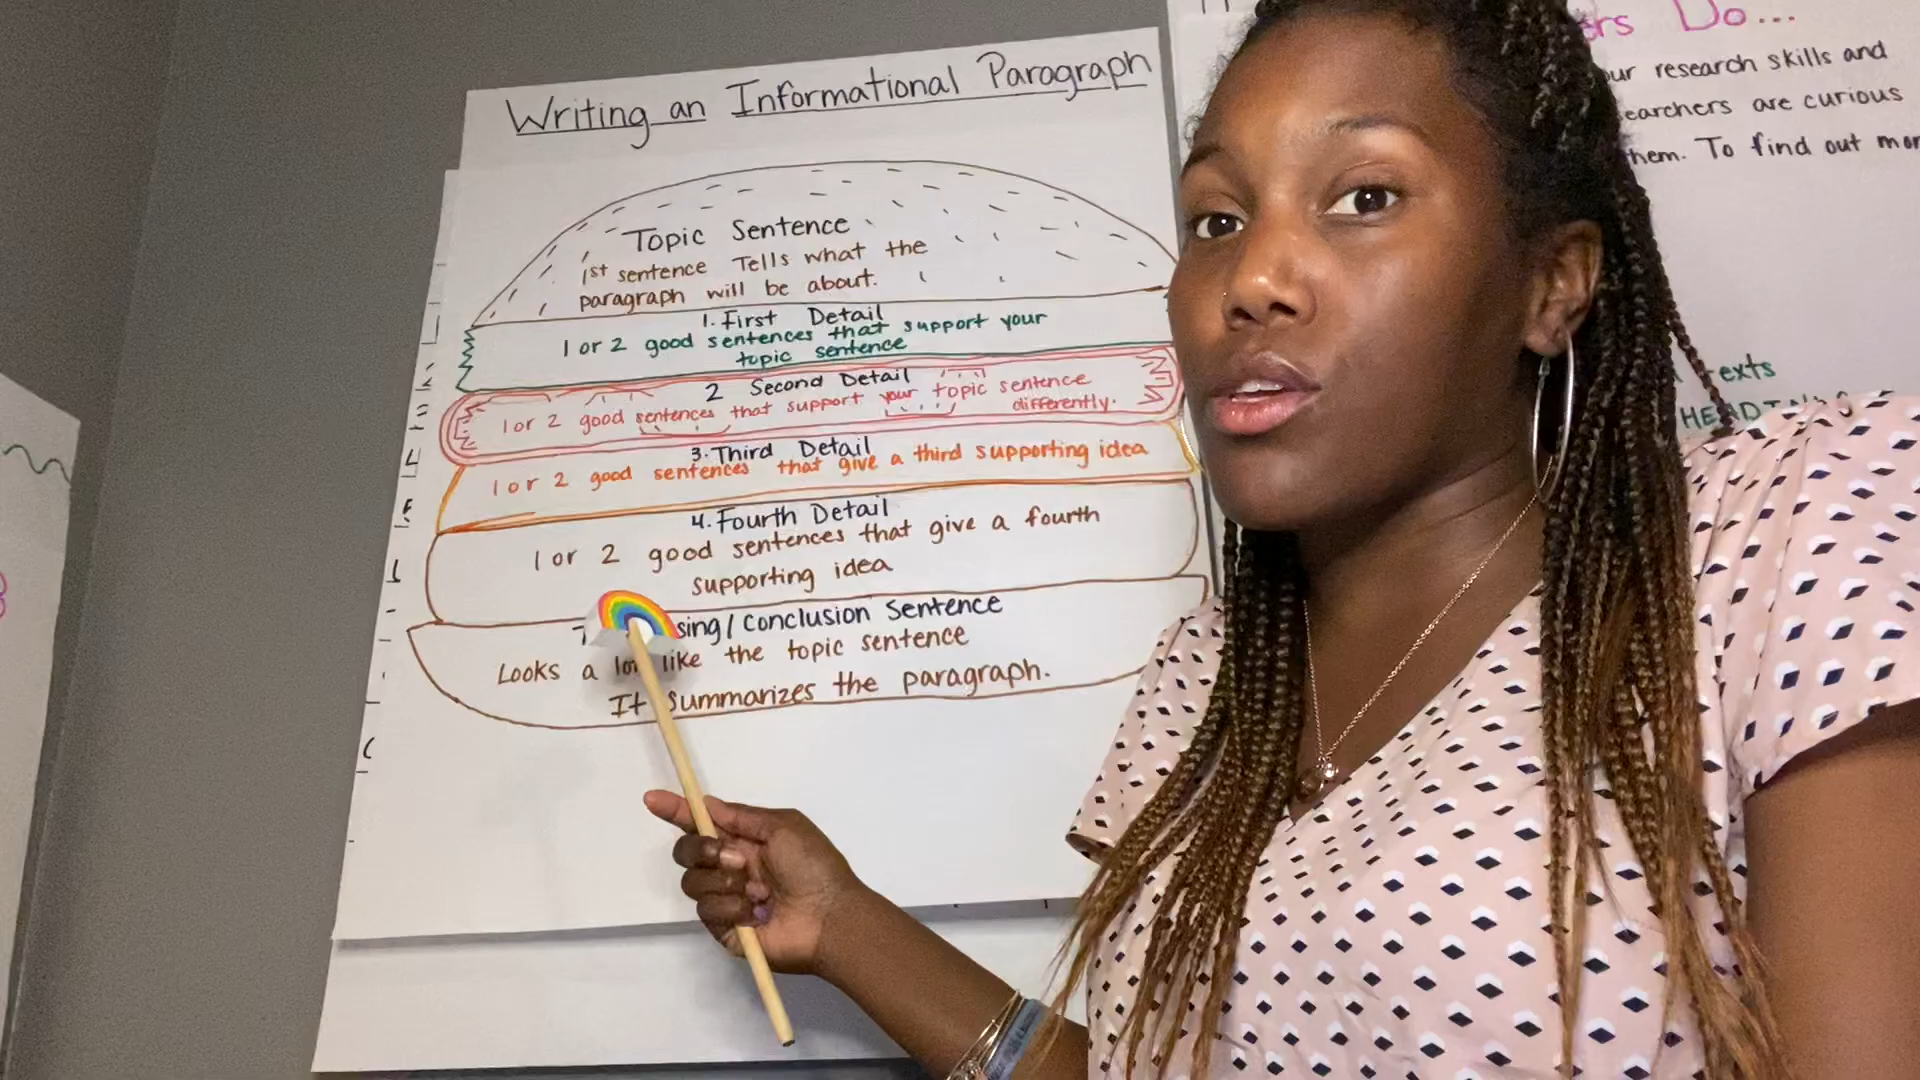 Writing an Informational Paragraph
Topic Sentence
1st sentence Tells what the
paragraph will be about.
1. First Detail
1 or 2 good sentences that support your
topic sentence
2 Second Detail
1 or 2 good sentences that support your topic sentence
differently.
3. Third Detail
1 or 2 good sentences that give a third supporting idea
4. Fourth Detail
1 or 2 good sentences that give a fourth
supporting idea
sing/Conclusion Sentence
Looks a lot like the topic sentence
It summarizes the paragraph.
ers Do...
our research skills and
earchers are curious
them. To find out mor
Texts
HEADINGS